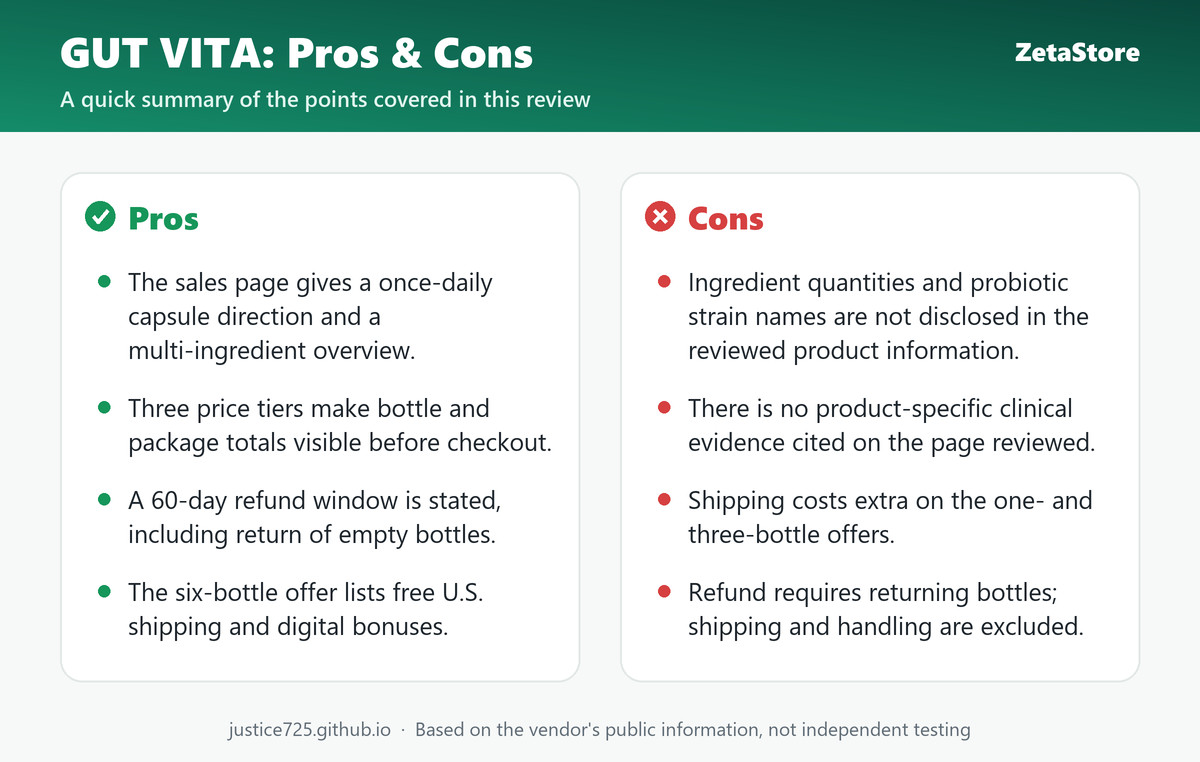 GUT VITA: Pros & Cons
ZetaStore
A quick summary of the points covered in this review
Pros
The sales page gives a once-daily
capsule direction and a
multi-ingredient overview.
Three price tiers make bottle and
package totals visible before checkout.
A 60-day refund window is stated,
including return of empty bottles.
The six-bottle offer lists free U.S.
shipping and digital bonuses.
Cons
Ingredient quantities and probiotic
strain names are not disclosed in the
reviewed product information.
There is no product-specific clinical
evidence cited on the page reviewed.
Shipping costs extra on the one- and
three-bottle offers.
Refund requires returning bottles;
shipping and handling are excluded.
justice725.github.io · Based on the vendor's public information, not independent testing